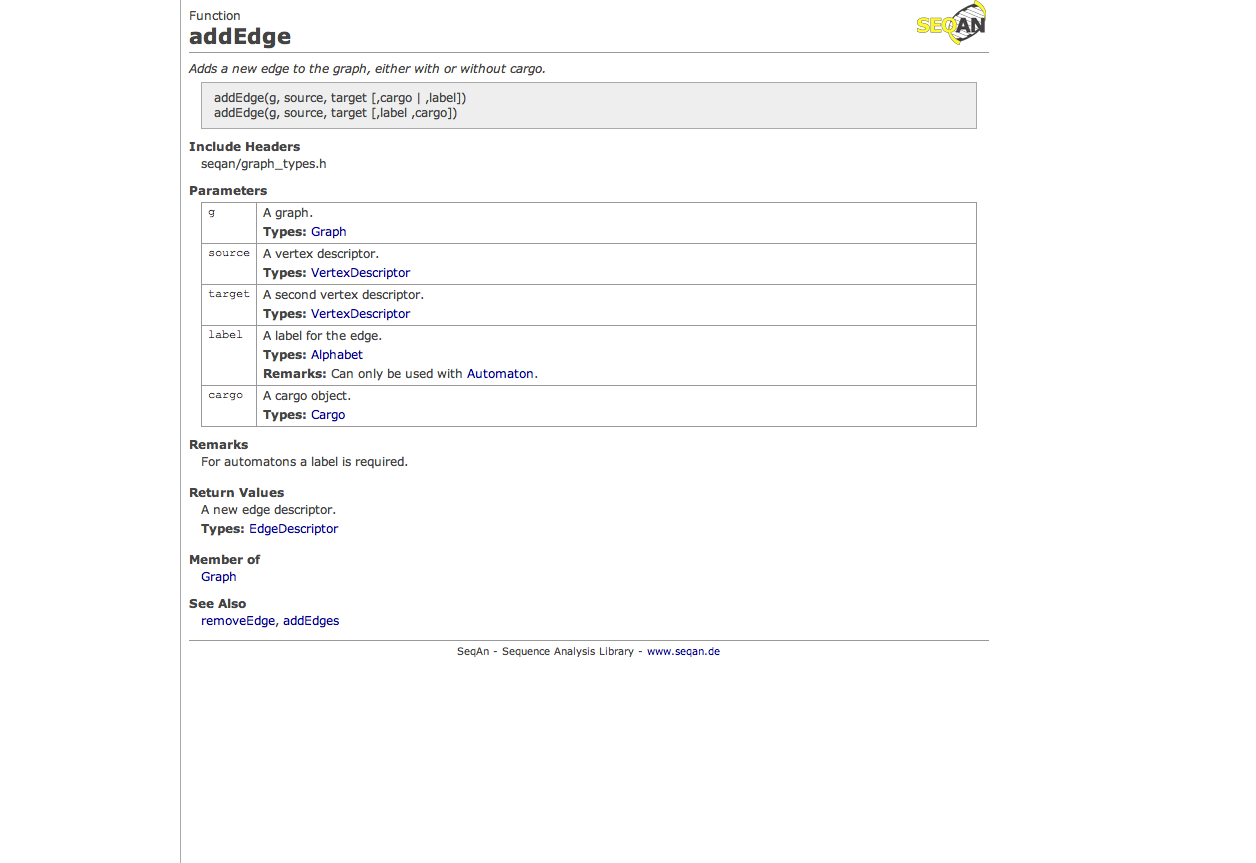 Function
addEdge
SEQAN
Adds a new edge to the graph, either with or without cargo.
addEdge(g, source, target [,cargo | ,label])
addEdge(g, source, target [,label ,cargo])
Include Headers
seqan/graph_types.h
Parameters
g A graph.
Types: Graph
source A vertex descriptor.
Types: VertexDescriptor
target A second vertex descriptor.
Types: VertexDescriptor
label A label for the edge.
Types: Alphabet
Remarks: Can only be used with Automaton.
cargo A cargo object.
Types: Cargo
Remarks
For automatons a label is required.
Return Values
A new edge descriptor.
Types: EdgeDescriptor
Member of
Graph
See Also
removeEdge, addEdges
SeqAn - Sequence Analysis Library - www.seqan.de